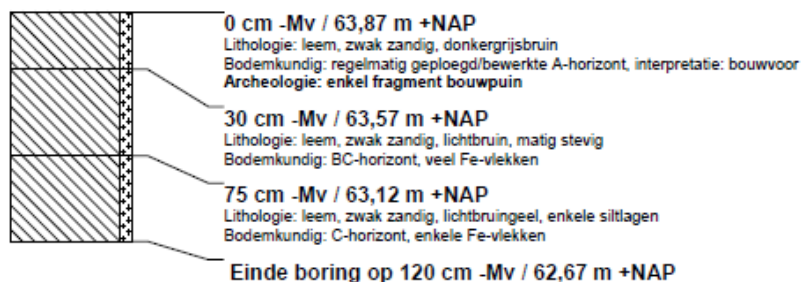 0 cm -Mv / 63,87 m +NAP
Lithologie: leem, zwak zandig, donkergrijsbruin
Bodemkundig: regelmatig geploegd/bewerkte A-horizont, interpretatie: bouwvoor
Archeologie: enkel fragment bouwpuin
30 cm -Mv / 63,57 m +NAP
Lithologie: leem, zwak zandig, lichtbruin, matig stevig
Bodemkundig: BC-horizont, veel Fe-vlekken
75 cm -Mv / 63,12 m +NAP
Lithologie: leem, zwak zandig, lichtbruingeel, enkele siltlagen
Bodemkundig: C-horizont, enkele Fe-vlekken
Einde boring op 120 cm -Mv / 62,67 m +NAP